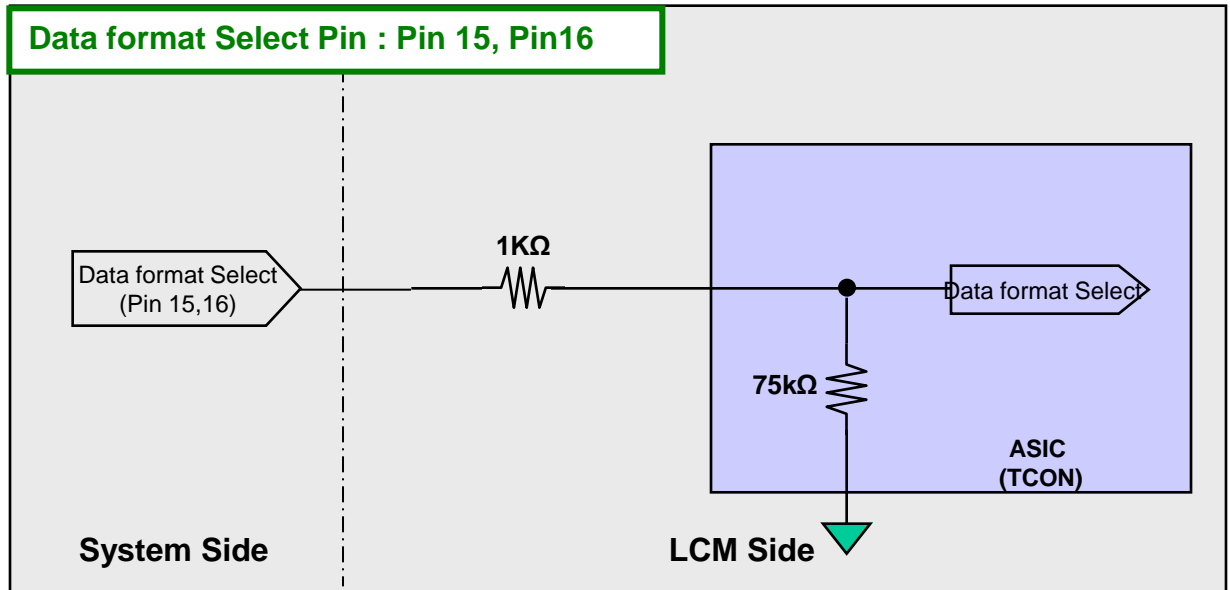 Data format Select Pin : Pin 15, Pin16
1KΩ
Data format Select
(Pin 15,16)
Data format Select
75kΩ
ASIC
(TCON)
System Side
LCM Side